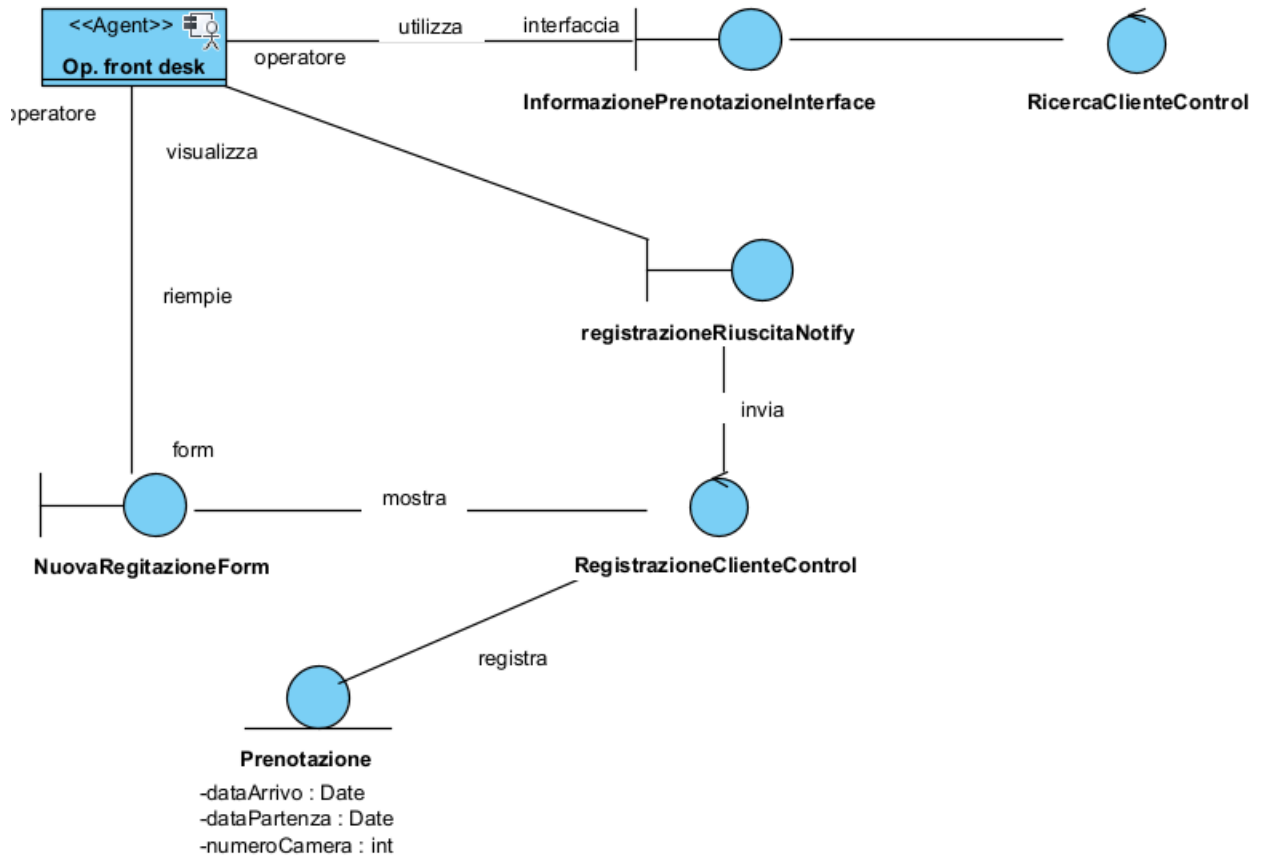 <<Agent>>
Op. front desk
utilizza
interfaccia
operatore
InformazionePrenotazioneInterface
RicercaClienteControl
operatore
visualizza
riempie
registrazioneRiuscitaNotify
invia
form
mostra
NuovaRegitazioneForm
RegistrazioneClienteControl
registra
Prenotazione
-dataArrivo : Date
-dataPartenza : Date
-numeroCamera : int